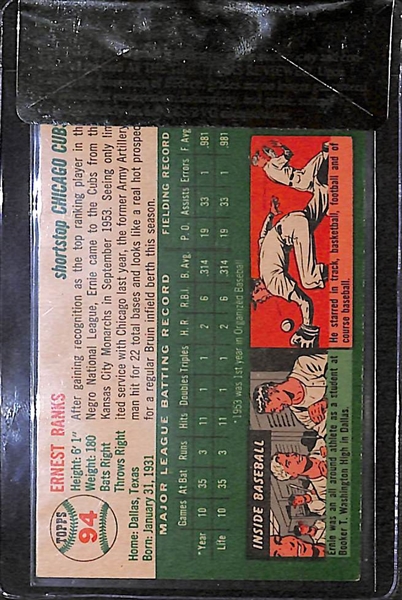 TOPPS
94
ERNEST BANKS
shortstop CHICAGO CUBS
Height: 6'1"
Weight: 180
Bats: Right
Throws: Right
Home: Dallas, Texas
Born: January 31, 1931
After gaining recognition as the top ranking player in the
Negro National League, Ernie came to the Cubs from the
Kansas City Monarchs in September 1953. Seeing only lim
ited service with Chicago last year, the former Army Artillery
man hit for 22 total bases and looks like a real hot prospec
for a regular Bruin infield berth this season.
MAJOR LEAGUE BATTING RECORD FIELDING RECORD
Games At Bat Runs Hits Doubles Triples H.R. R.B.I. B.Avg. P.O. Assists Errors F.Avg
*Year 10 35 3 11 1 1 2 6 .314 19 33 1 .981
Life 10 35 3 11 1 1 2 6 .314 19 33 1 .981
*1953 was 1st year in Organized Baseball
INSIDE BASEBALL
Ernie was an all around athlete as a student at
Booker T. Washington High in Dallas.
He starred in track, basketball, football and of
course baseball.